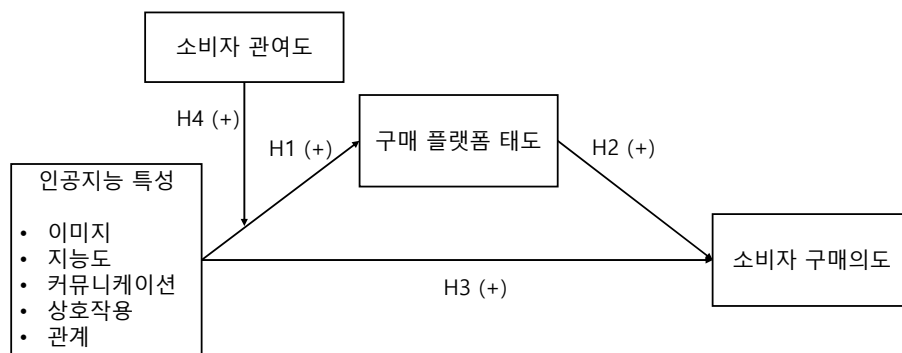 소비자 관여도
H4 (+)
H1 (+)
구매 플랫폼 태도
H2 (+)
인공지능 특성
• 이미지
• 지능도
• 커뮤니케이션
• 상호작용
• 관계
H3 (+)
소비자 구매의도